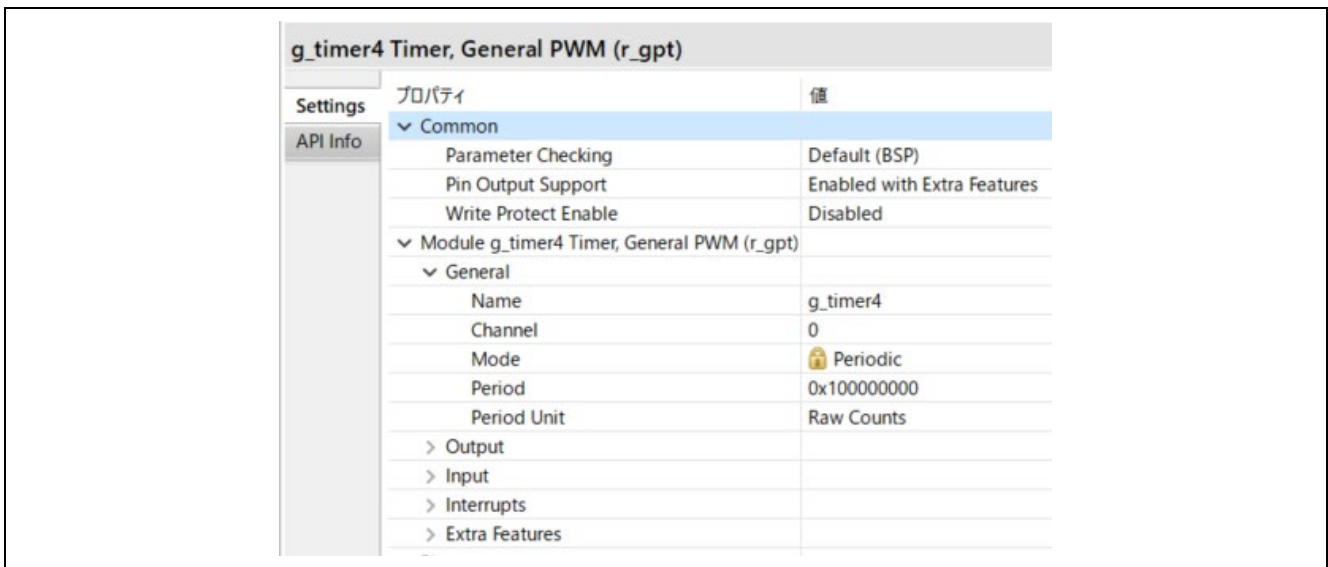 g_timer4 Timer, General PWM (r_gpt)
Settings
API Info
プロパティ 値
Common
Parameter Checking Default (BSP)
Pin Output Support Enabled with Extra Features
Write Protect Enable Disabled
Module g_timer4 Timer, General PWM (r_gpt)
General
Name g_timer4
Channel 0
Mode Periodic
Period 0x100000000
Period Unit Raw Counts
Output
Input
Interrupts
Extra Features